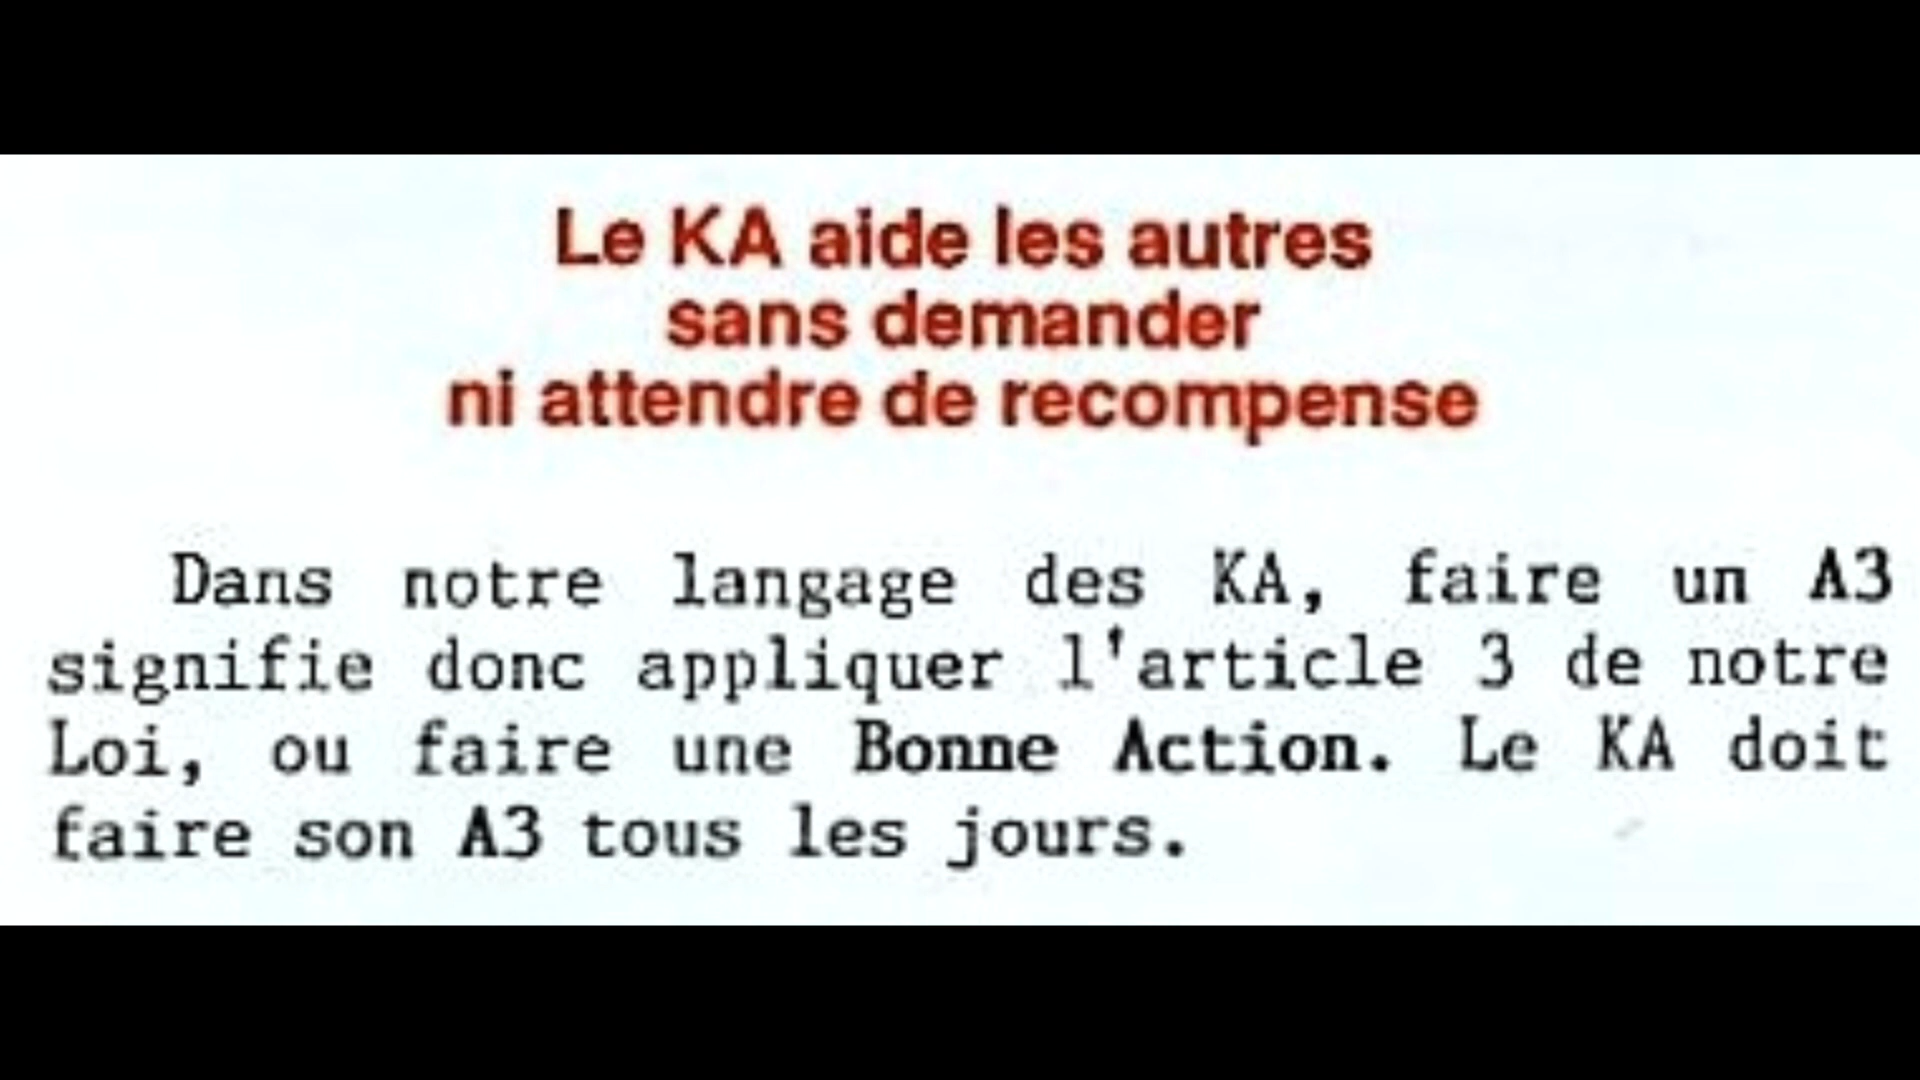 Le KA aide les autres
sans demander
ni attendre de recompense
Dans notre langage des KA, faire un A3
signifie donc appliquer l'article 3 de notre
Loi, ou faire une Bonne Action. Le KA doit
faire son A3 tous les jours.